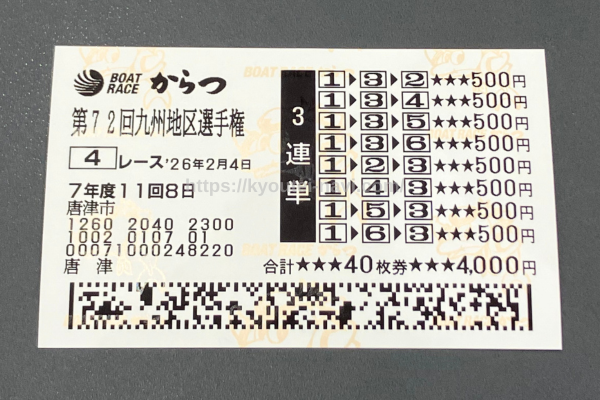 BOAT RACE からつ
第72回九州地区選手権
4 レース '26年2月4日
7年度11回8日
唐津市
1260 2040 2300
1002 0107 01
00071000248220
唐 津
3連単
1▶3▶2★★★500円
1▶3▶4★★★500円
1▶3▶5★★★500円
1▶3▶6★★★500円
1▶2▶3★★★500円
1▶4▶3★★★500円
1▶5▶3★★★500円
1▶6▶3★★★500円
合計★★★40枚券★★★4,000円